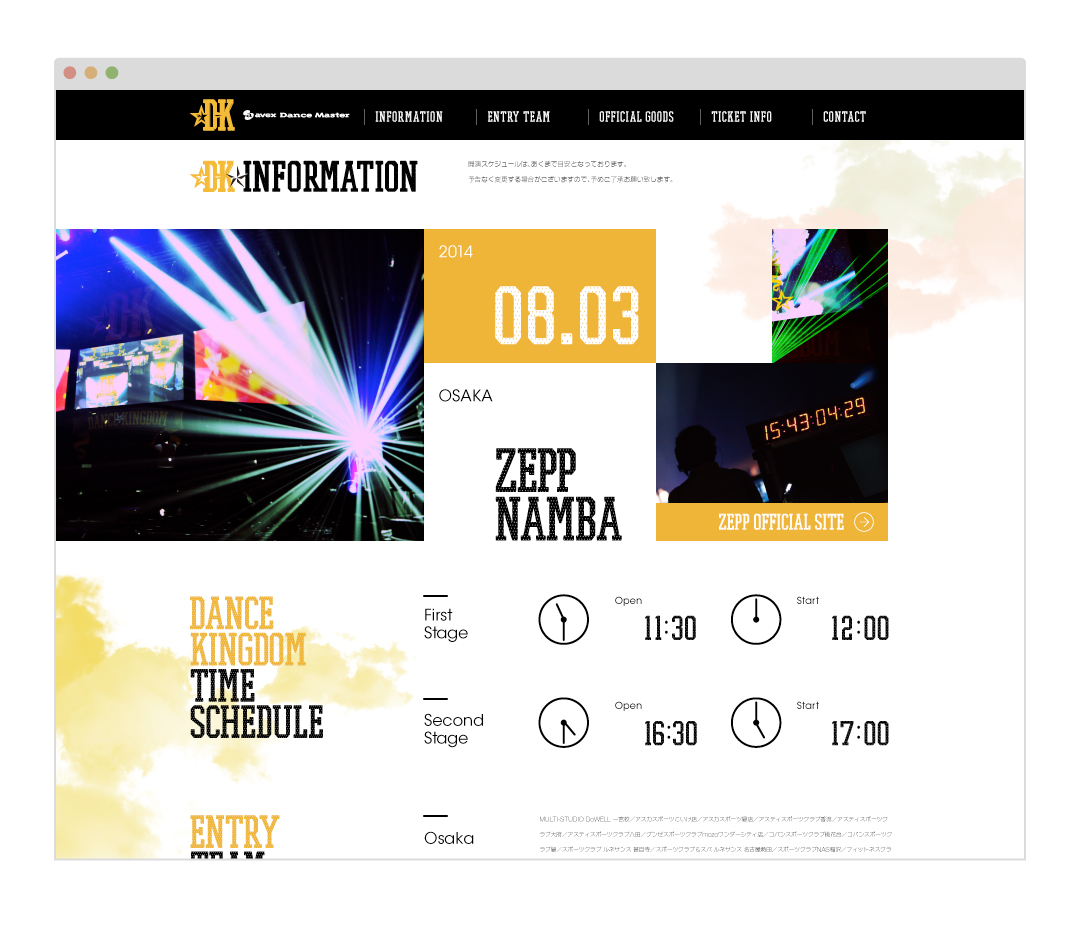 DK
avex Dance Master
INFORMATION
ENTRY TEAM
OFFICIAL GOODS
TICKET INFO
CONTACT
DK INFORMATION
開演スケジュールは、あくまで目安となっております。
予告なく変更する場合がございますので、予めご了承お願い致します。
2014
08.03
OSAKA
ZEPP
NAMBA
DANCE KINGDOM
15:43:04:29
ZEPP OFFICIAL SITE
DANCE
KINGDOM
TIME
SCHEDULE
First
Stage
Open
11:30
Start
12:00
Second
Stage
Open
16:30
Start
17:00
ENTRY
TEAM
Osaka
MULTI-STUDIO DoWELL 一宮校／アスカスポーツにいけ店／アスカスポーツ醫店／アスティスポーツクラブ香流／アスティスポーツク
ラブ大府／アスティスポーツクラブ八田／ブンゼスポーツクラブmozoワンダーシティ店／コパンスポーツクラブ桃花台／コパンスポーツク
ラブ瑞／スポーツクラブ ルネサンス 甚目寺／スポーツクラブ＆スパ ルネサンス 名古屋熱田／スポーツクラブNAS稲沢／フィットネスクラ